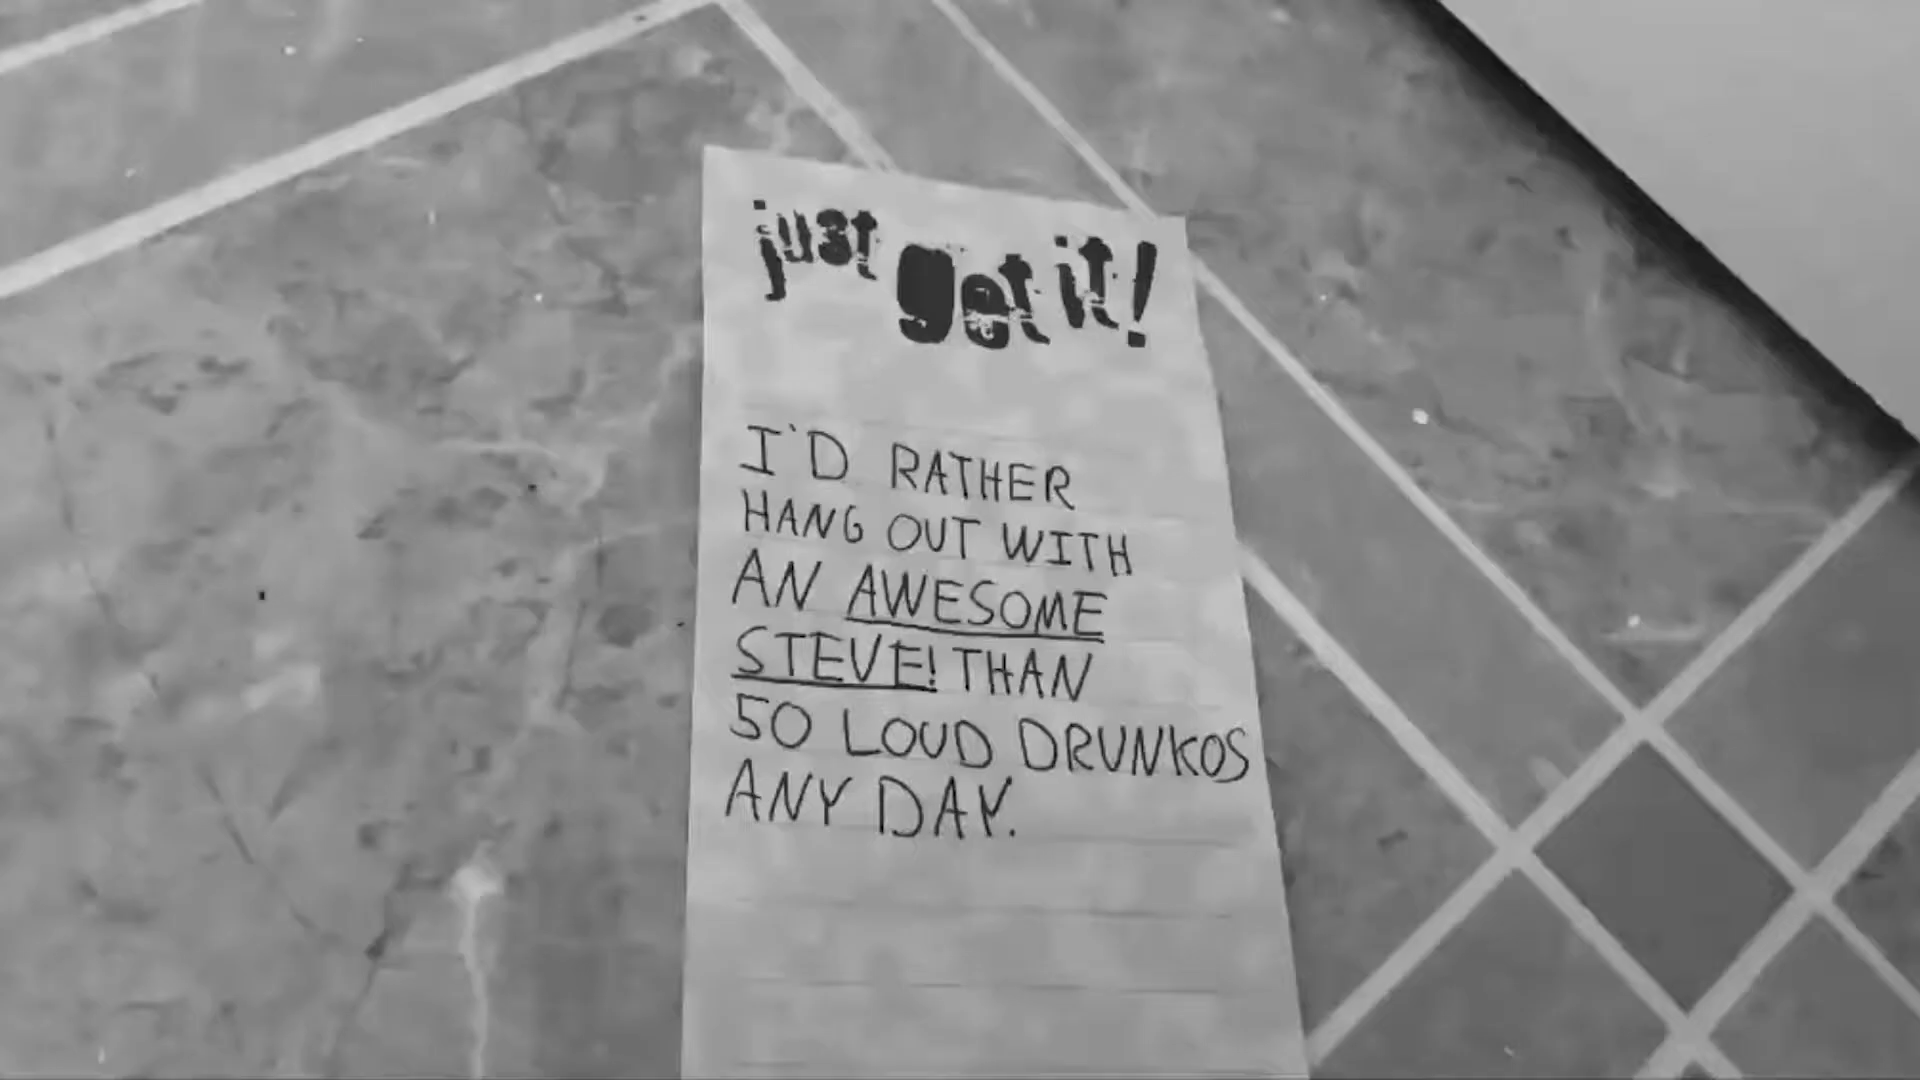 just get it!
I'D RATHER
HANG OUT WITH
AN AWESOME
STEVE! THAN
50 LOUD DRUNKOS
ANY DAY.